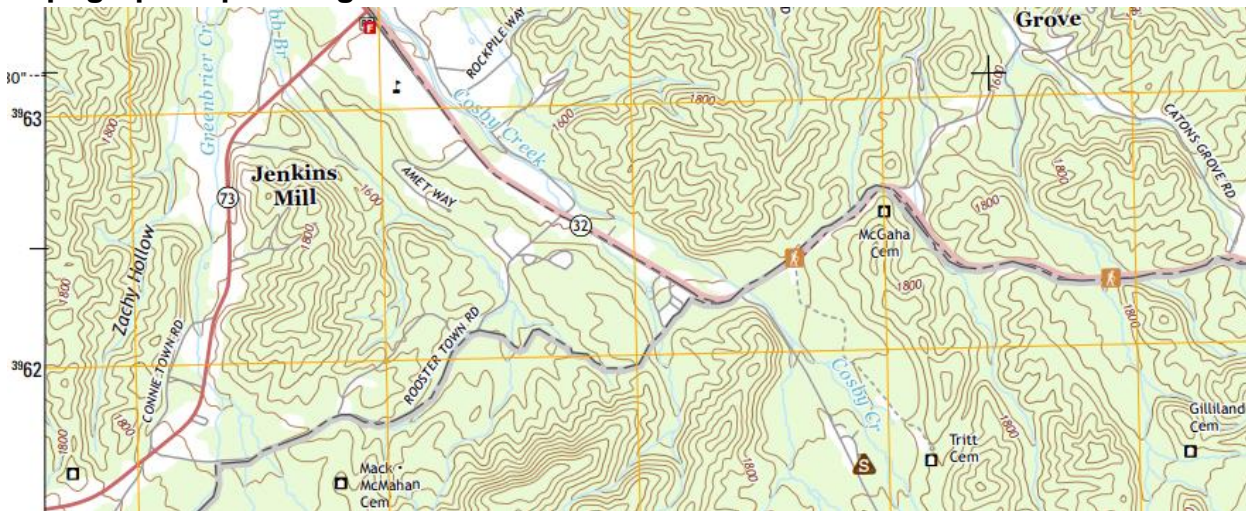 Grove
ROCKPILE WAY
30"
1600
3963
Greenbrier Cr
Cosby Creek
1600
1800
1800
CATONS GROVE RD
Jenkins
Mill
AMET WAY
1600
73
32
1800
1800
McGaha
Cem
Zachy Hollow
1800
1800
1800
1800
CONNIE TOWN RD
ROOSTER TOWN RD
3962
Cosby Cr
1800
1800
1800
Gilliland
Cem
Tritt
Cem
S
Mack -
McMahan
Cem